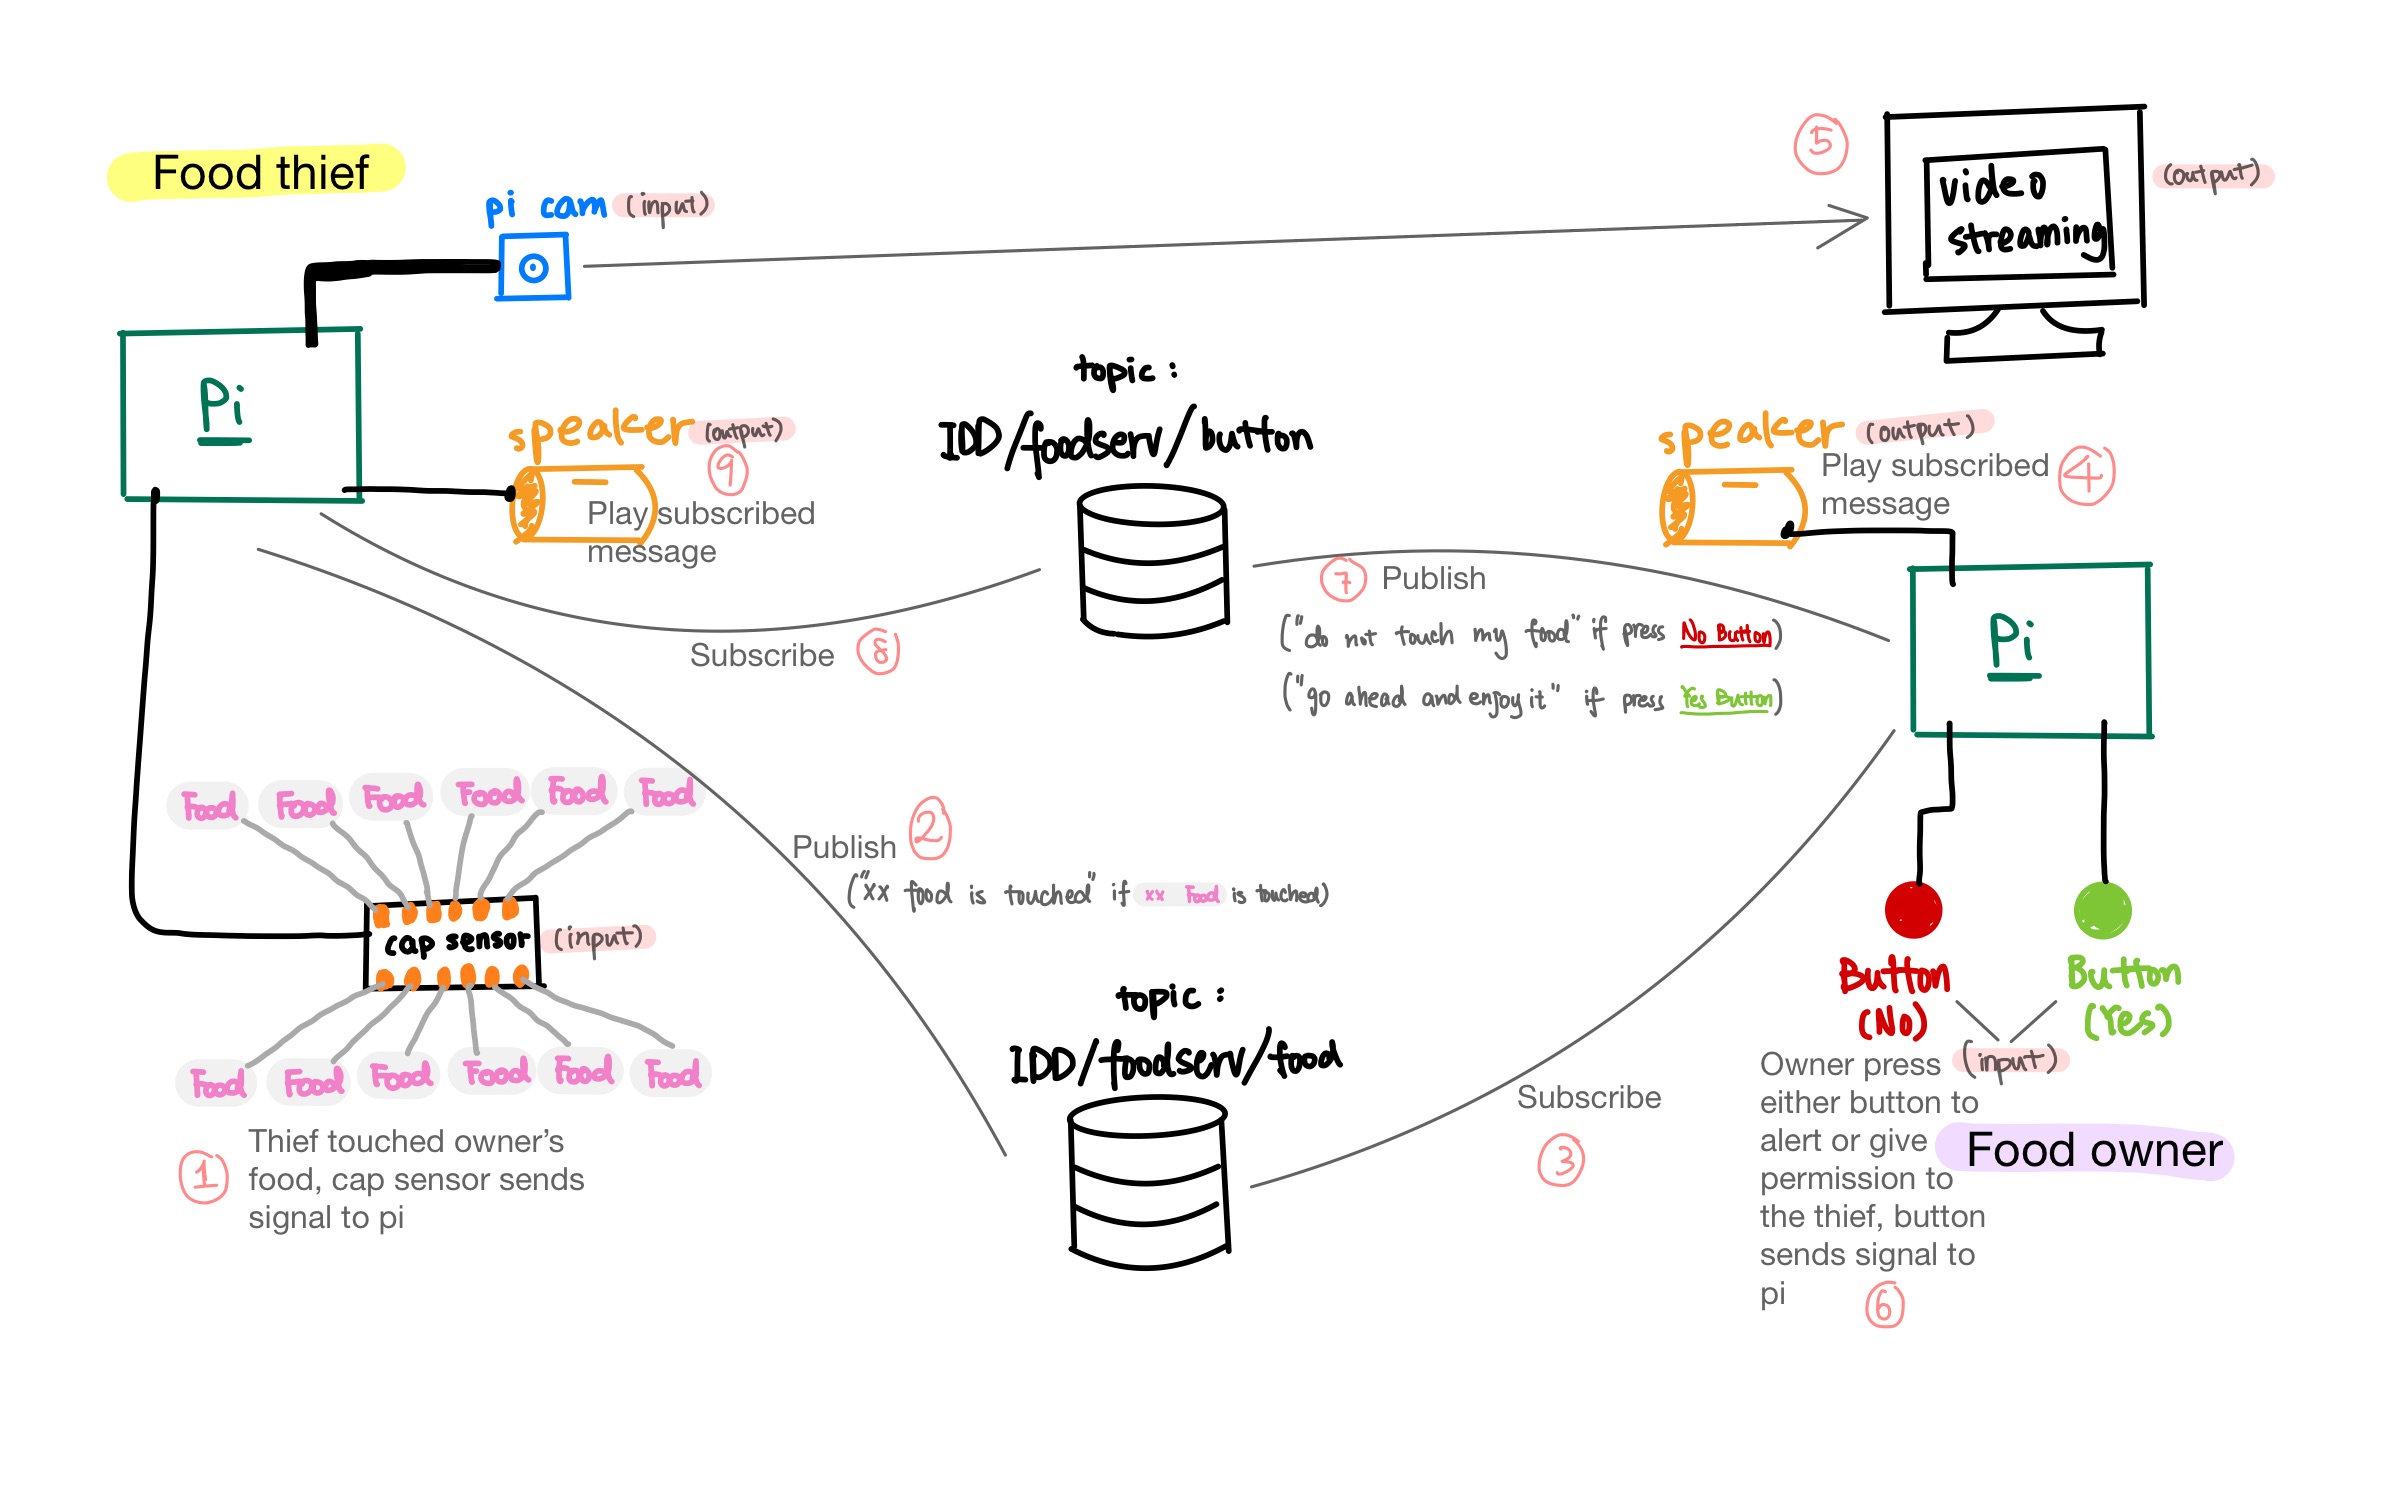 Food thief
pi cam (input)
5
video
streaming
(output)
Pi
speaker (output)
9
Play subscribed
message
topic:
IDD/foodserv/button
speaker (output)
Play subscribed
message
4
7 Publish
("do not touch my food" if press No Button)
("go ahead and enjoy it" if press Yes Button)
Subscribe 8
Pi
Food Food Food Food Food Food
cap sensor (input)
Food Food Food Food Food Food
1
Thief touched owner's
food, cap sensor sends
signal to pi
Publish 2
("xx food is touched" if xx Food is touched)
topic:
IDD/foodserv/food
Subscribe
3
Button
(No)
Button
(Yes)
(input)
Owner press
either button to
alert or give
permission to
the thief, button
sends signal to
pi
6
Food owner